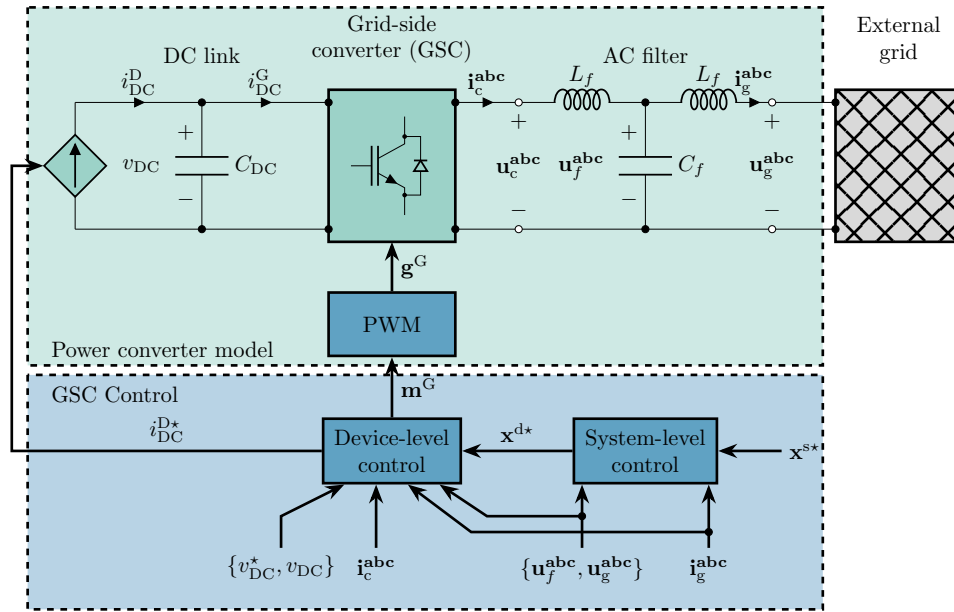 Grid-side
converter (GSC)
External
grid
DC link
AC filter
i_DC^D
i_DC^G
i_c^abc
L_f
L_f
i_g^abc
+
+
+
+
v_DC
C_DC
u_c^abc
u_f^abc
C_f
u_g^abc
−
−
−
−
g^G
PWM
Power converter model
m^G
GSC Control
i_DC^D⋆
Device-level
control
x^d⋆
System-level
control
x^s⋆
{v_DC^⋆, v_DC}
i_c^abc
{u_f^abc, u_g^abc}
i_g^abc